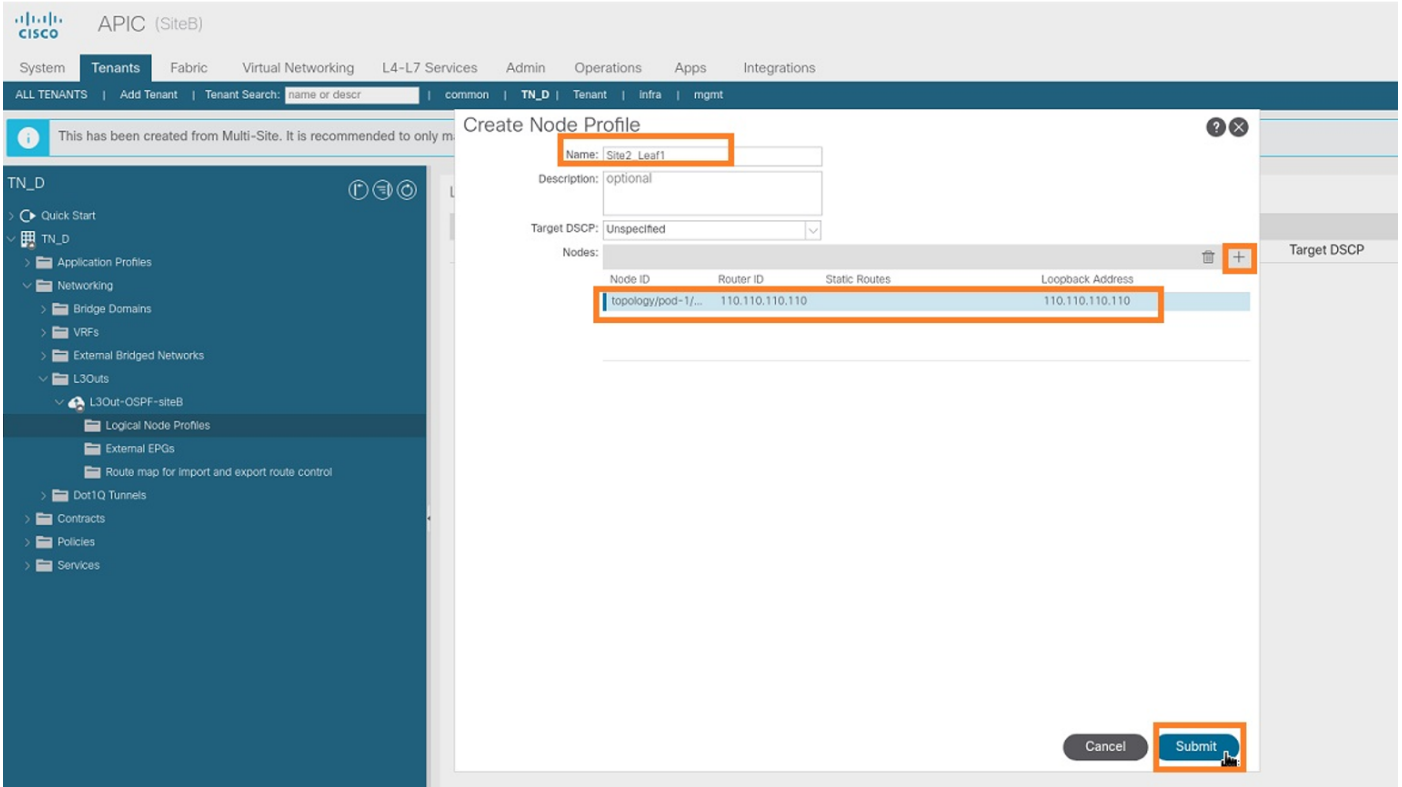 CISCO
APIC (SiteB)
System Tenants Fabric Virtual Networking L4-L7 Services Admin Operations Apps Integrations
ALL TENANTS | Add Tenant | Tenant Search: name or descr | common | TN_D | Tenant | infra | mgmt
i This has been created from Multi-Site. It is recommended to only m
Create Node Profile
?
Name: Site2_Leaf1
Description: optional
Target DSCP: Unspecified
Nodes:
Node ID Router ID Static Routes Loopback Address
topology/pod-1/... 110.110.110.110 110.110.110.110
Target DSCP
Cancel
Submit
TN_D
Quick Start
TN_D
Application Profiles
Networking
Bridge Domains
VRFs
External Bridged Networks
L3Outs
L3Out-OSPF-siteB
Logical Node Profiles
External EPGs
Route map for import and export route control
Dot1Q Tunnels
Contracts
Policies
Services